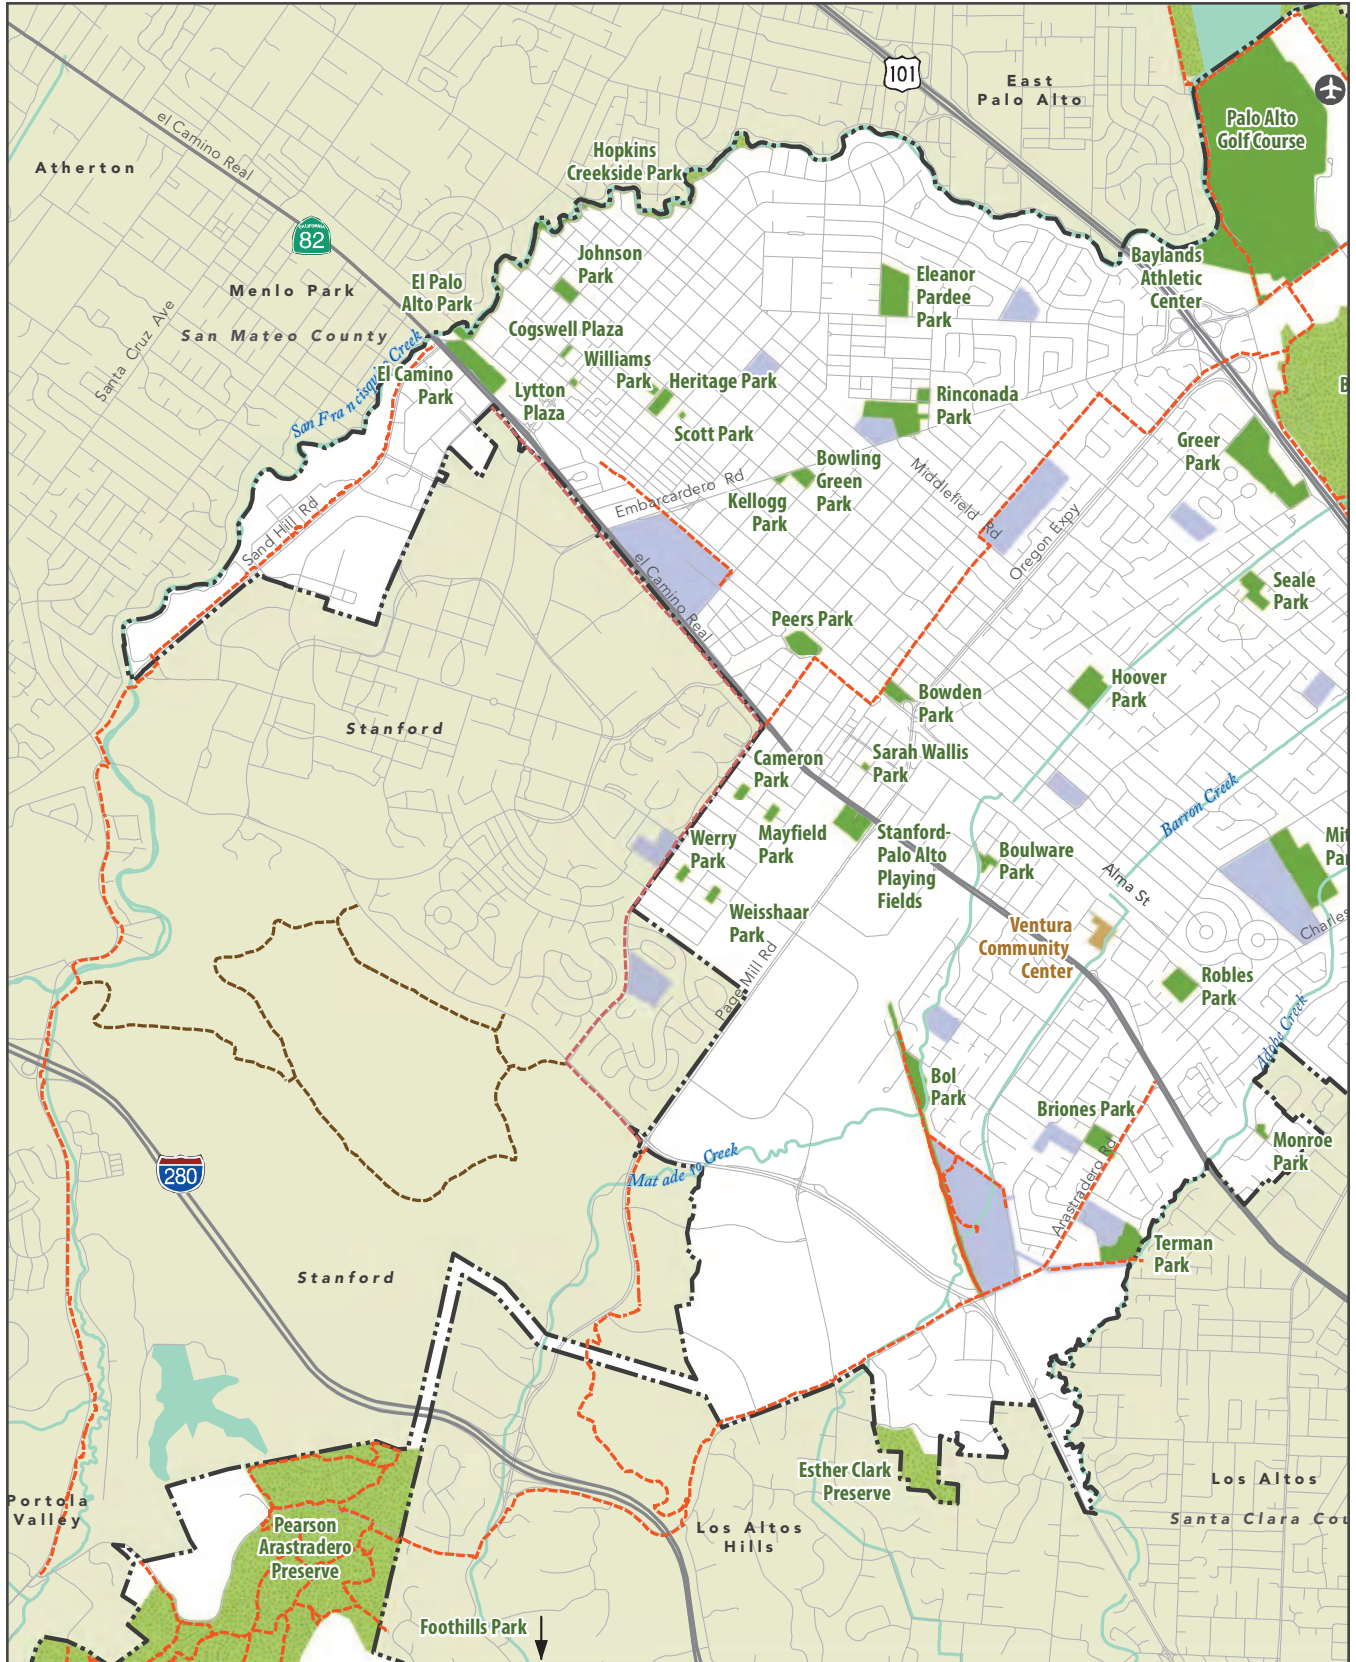 101
East
Palo Alto
Palo Alto
Golf Course
el Camino Real
Atherton
Hopkins
Creekside Park
CALIFORNIA
82
Johnson
Park
Baylands
Athletic
Center
Eleanor
Pardee
Park
El Palo
Alto Park
Menlo Park
San Mateo County
Santa Cruz Ave
San Francisquito Creek
Cogswell Plaza
Williams
Park
Heritage Park
El Camino
Park
Lytton
Plaza
Rinconada
Park
B
Scott Park
Greer
Park
Bowling
Green
Park
Embarcardero Rd
Kellogg
Park
Middlefield Rd
Oregon Expy
Sand Hill Rd
el Camino Real
Seale
Park
Peers Park
Hoover
Park
Bowden
Park
Stanford
Cameron
Park
Sarah Wallis
Park
Barron Creek
Werry
Park
Mayfield
Park
Stanford-
Palo Alto
Playing
Fields
Boulware
Park
Mit
Pa
Alma St
Weisshaar
Park
Ventura
Community
Center
Charles
Page Mill Rd
Robles
Park
Adobe Creek
Bol
Park
Briones Park
Monroe
Park
280
Matadero Creek
Arastradero Rd
Terman
Park
Stanford
Esther Clark
Preserve
Los Altos
Santa Clara Cou
Portola
Valley
Pearson
Arastradero
Preserve
Los Altos
Hills
Foothills Park